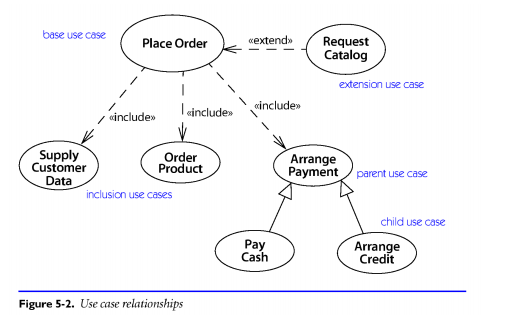 base use case
Place Order
«extend»
Request
Catalog
extension use case
«include»
«include»
«include»
Supply
Customer
Data
Order
Product
Arrange
Payment
parent use case
inclusion use cases
child use case
Pay
Cash
Arrange
Credit
Figure 5-2. Use case relationships